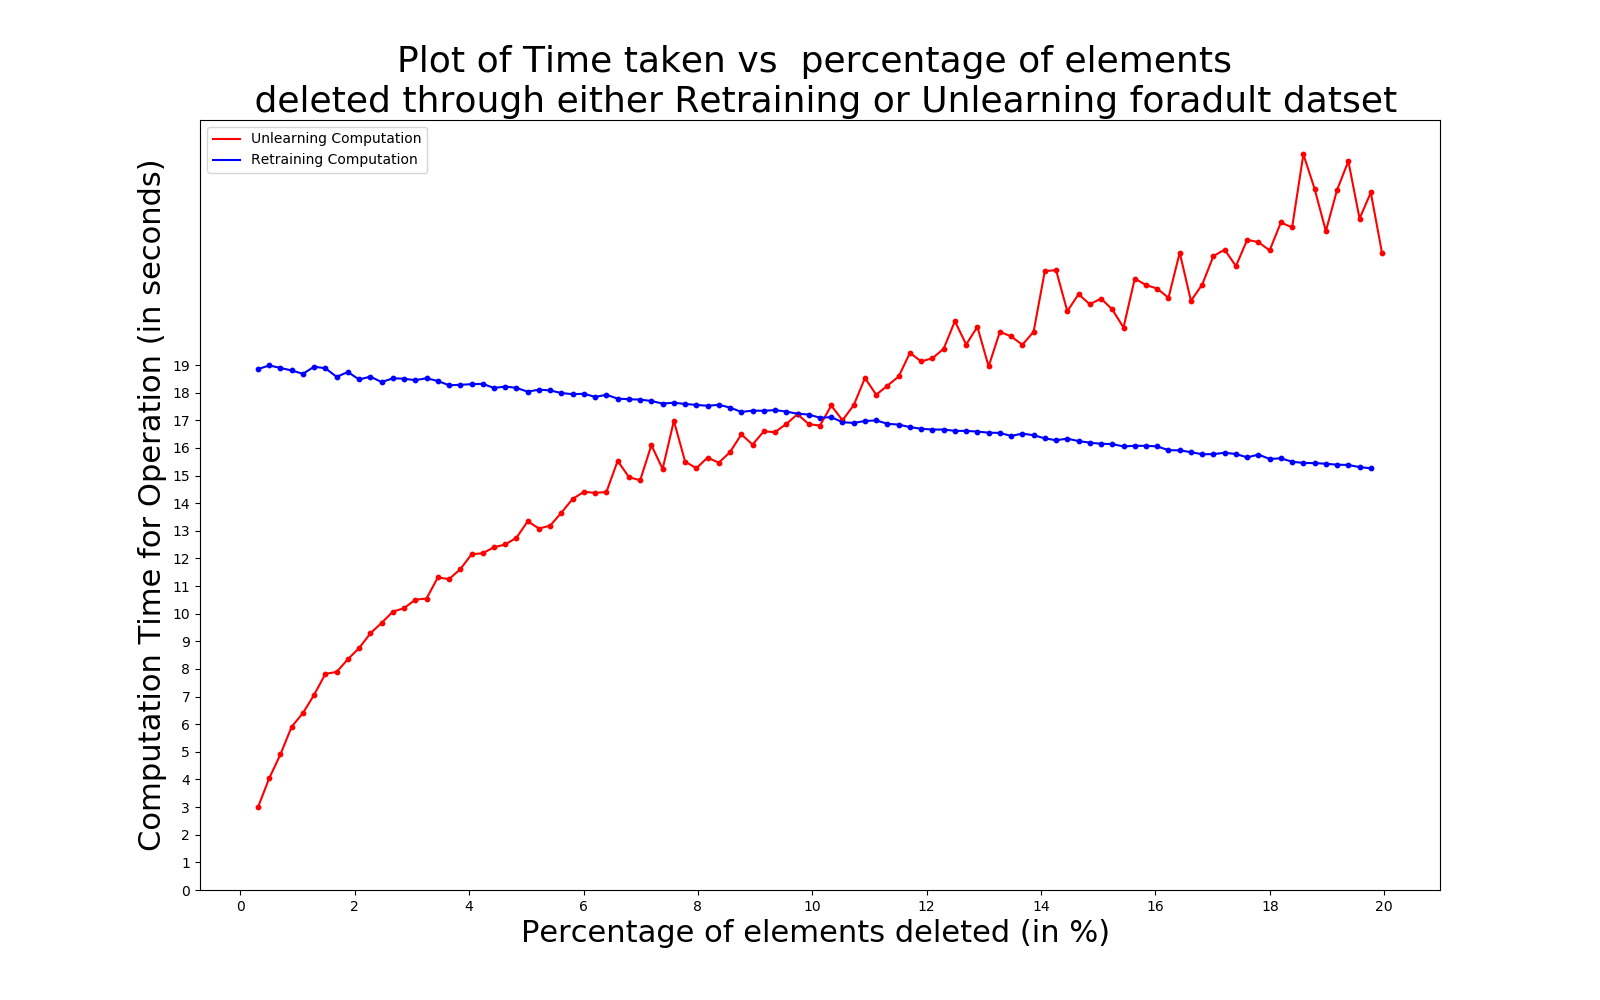 Plot of Time taken vs  percentage of elements
deleted through either Retraining or Unlearning foradult datset
Unlearning Computation
Retraining Computation
Computation Time for Operation (in seconds)
19
18
17
16
15
14
13
12
11
10
9
8
7
6
5
4
3
2
1
0
0 2 4 6 8 10 12 14 16 18 20
Percentage of elements deleted (in %)